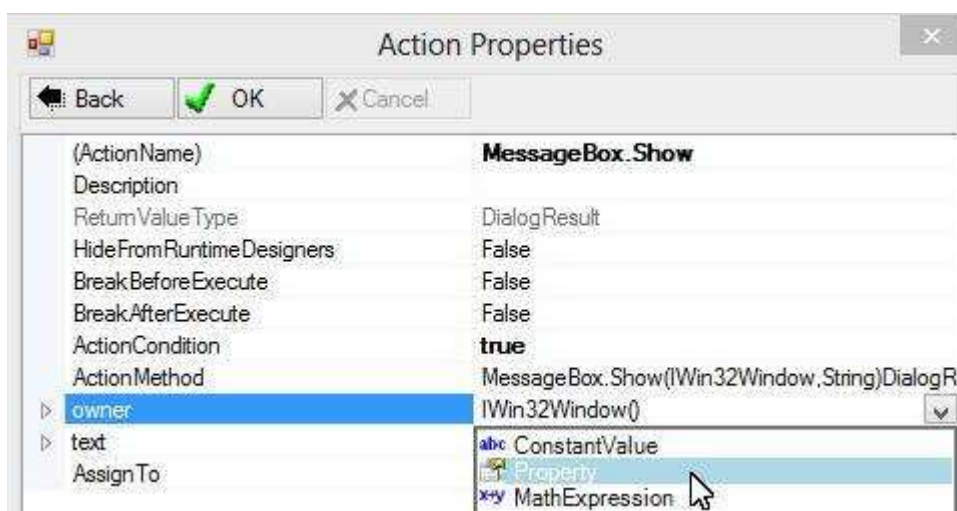 Action Properties
Back OK Cancel
(ActionName) MessageBox.Show
Description
ReturnValueType DialogResult
HideFromRuntimeDesigners False
BreakBeforeExecute False
BreakAfterExecute False
ActionCondition true
ActionMethod MessageBox.Show(IWin32Window,String)DialogR
owner IWin32Window()
text abc ConstantValue
Property
AssignTo
x+y MathExpression